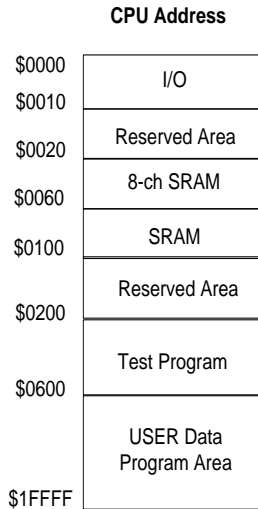 CPU Address
$0000
I/O
$0010
Reserved Area
$0020
8-ch SRAM
$0060
SRAM
$0100
Reserved Area
$0200
Test Program
$0600
USER Data
Program Area
$1FFFF